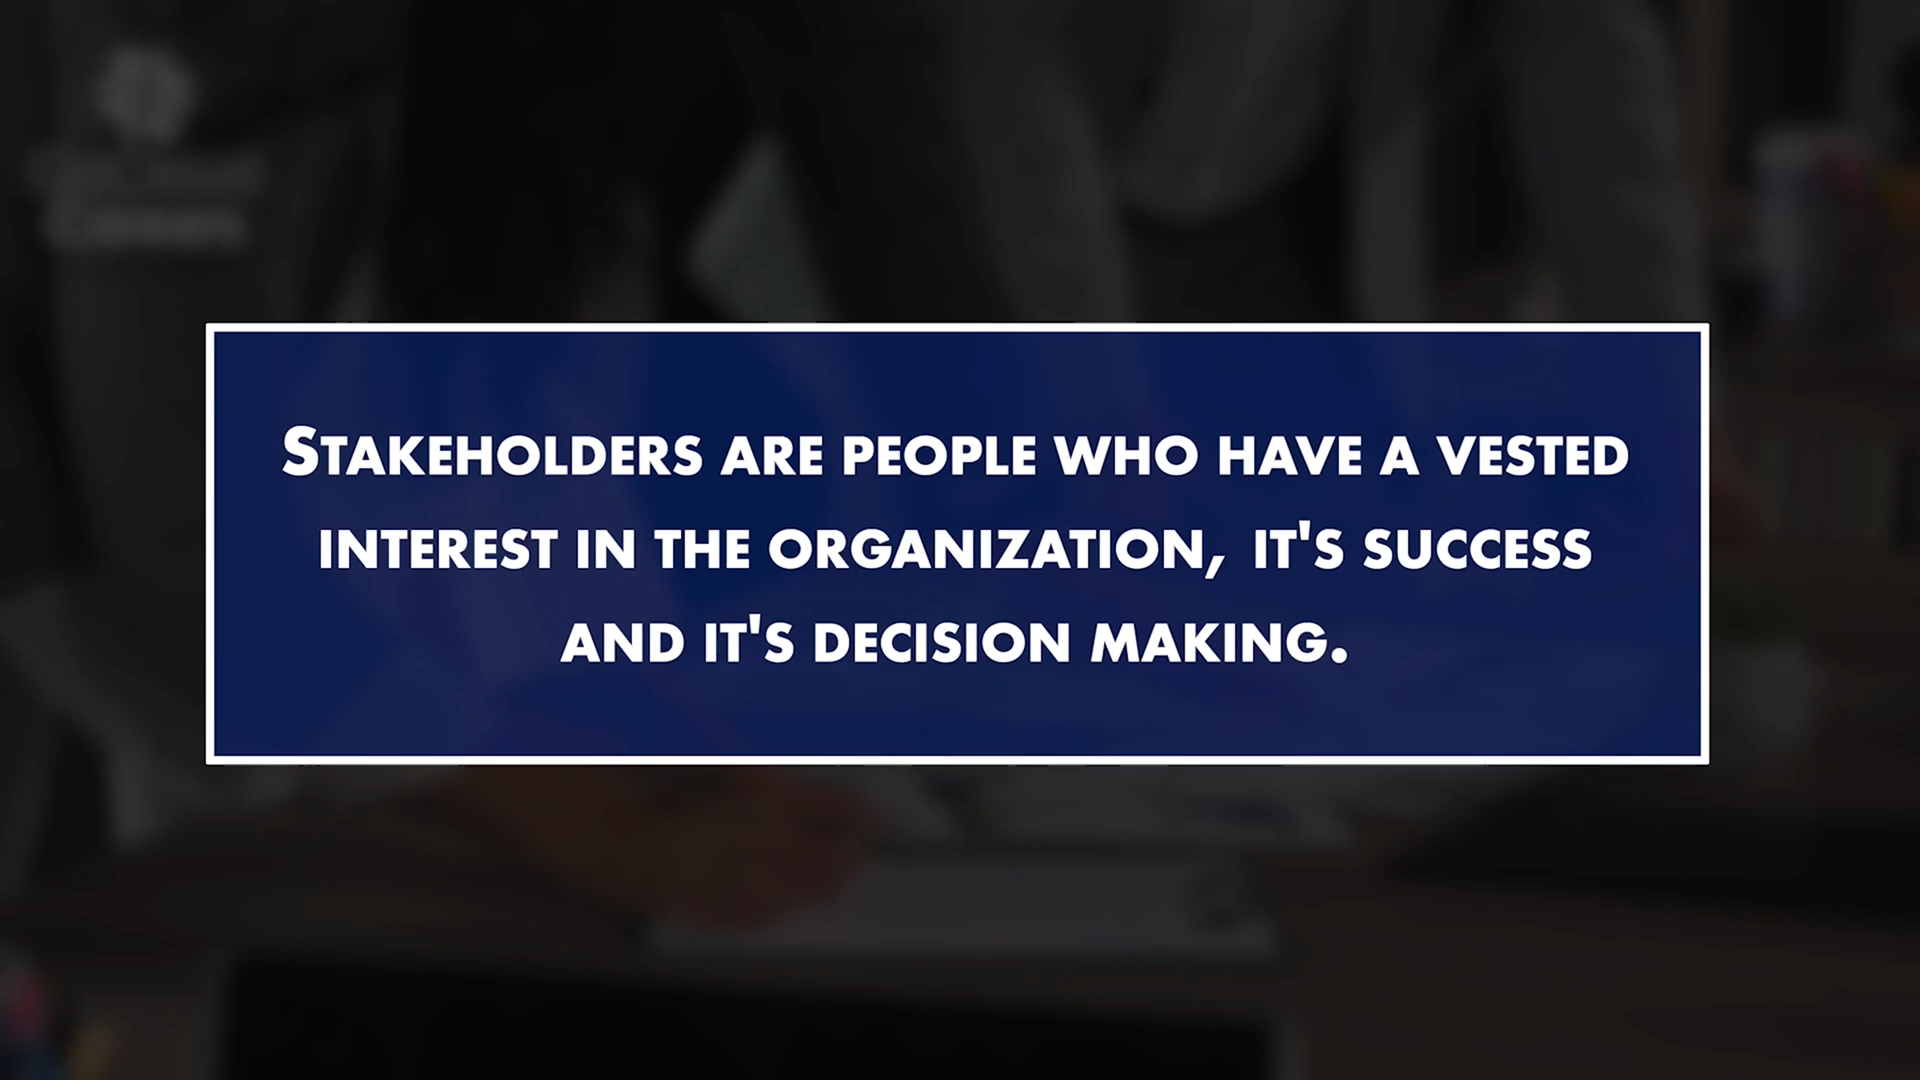 Stakeholders are people who have a vested
interest in the organization, it's success
and it's decision making.